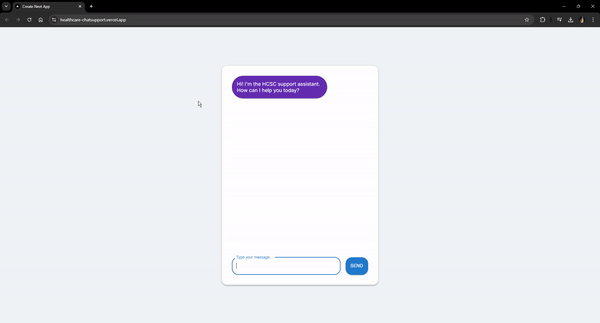 Create Next App
healthcare-chatsupport.vercel.app
Hi! I'm the HCSC support assistant.
How can I help you today?
Type your message...
SEND